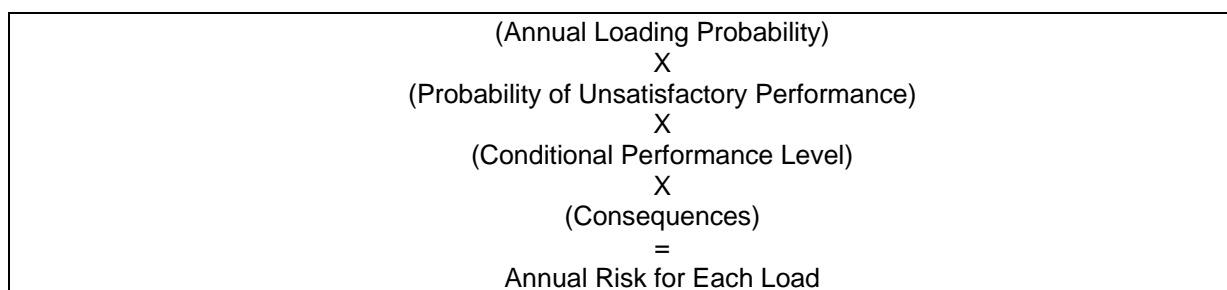 (Annual Loading Probability)
X
(Probability of Unsatisfactory Performance)
X
(Conditional Performance Level)
X
(Consequences)
=
Annual Risk for Each Load